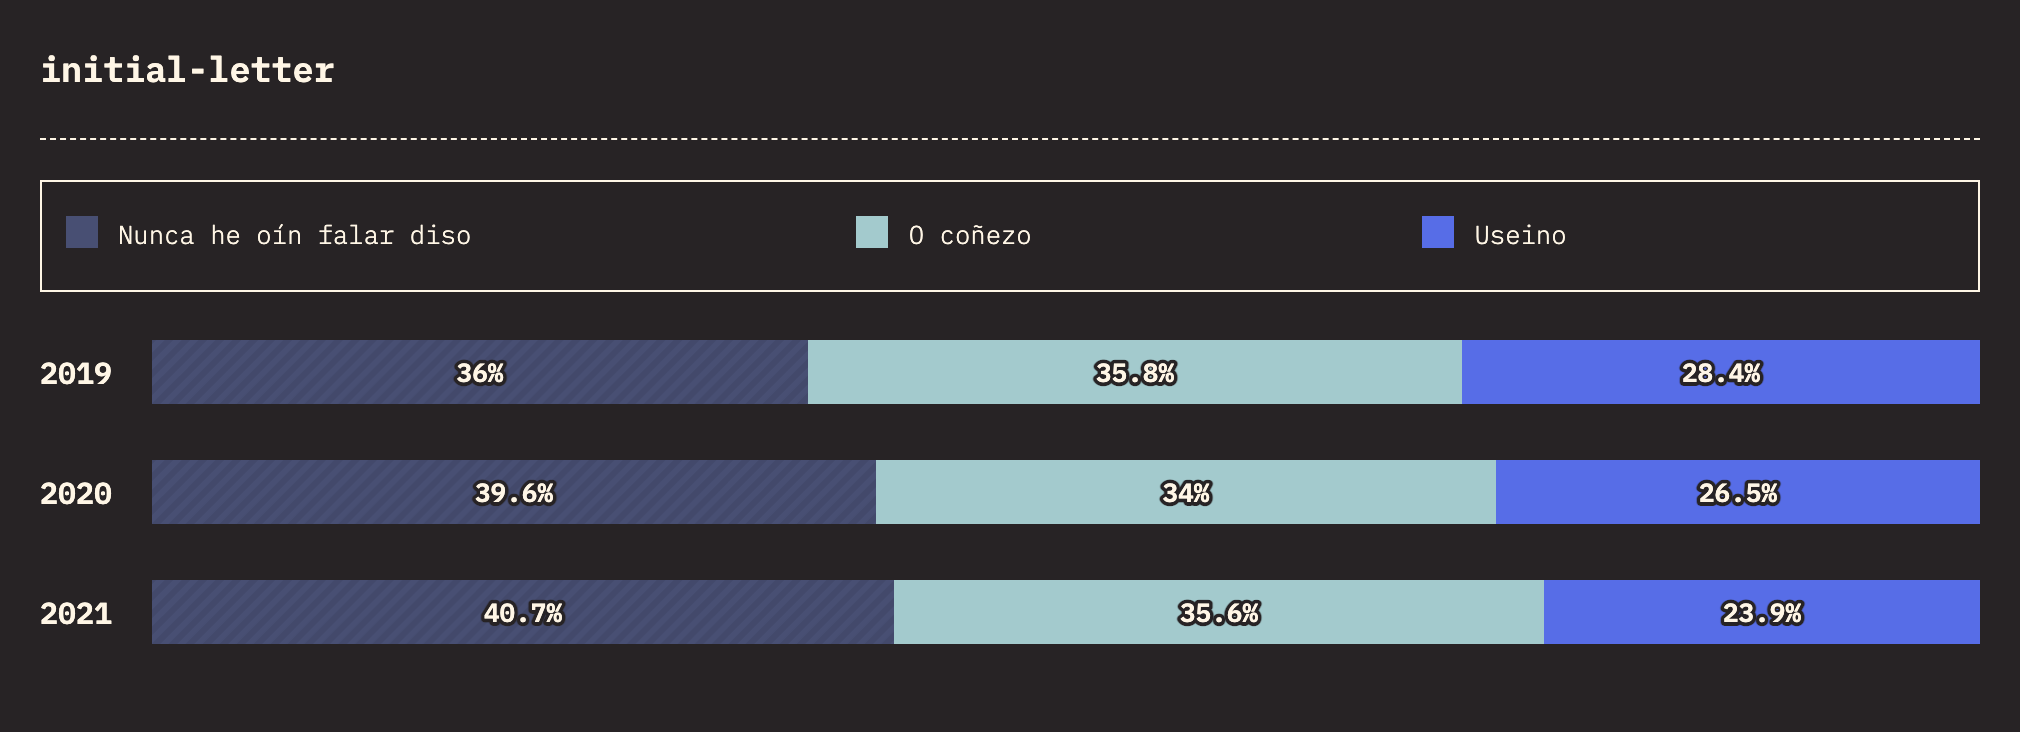 initial-letter
Nunca he oín falar diso O coñezo Useino
2019 36% 35.8% 28.4%
2020 39.6% 34% 26.5%
2021 40.7% 35.6% 23.9%